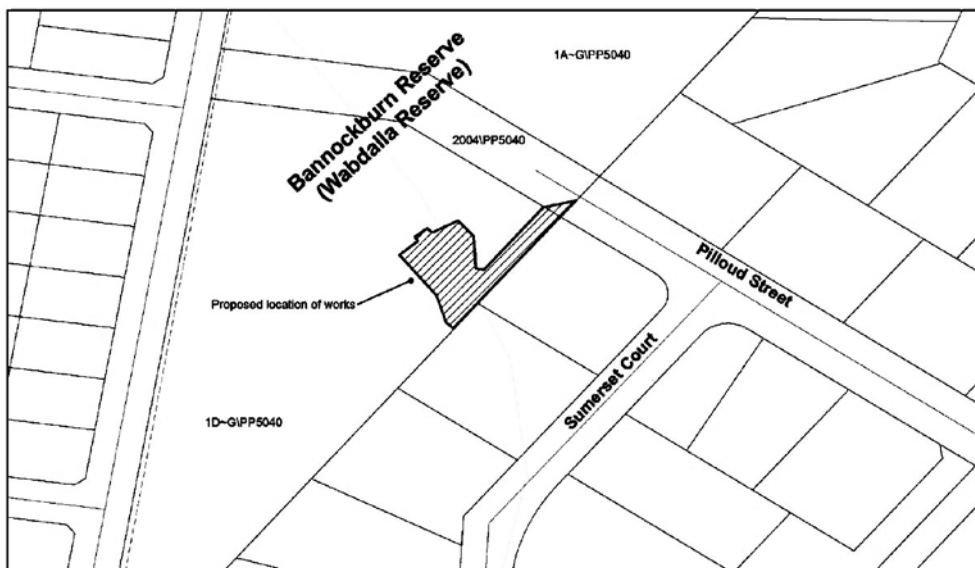 1A~G\PP5040
Bannockburn Reserve
(Wabdalla Reserve)
2004\PP5040
Pilloud Street
Proposed location of works
Sumerset Court
1D~G\PP5040